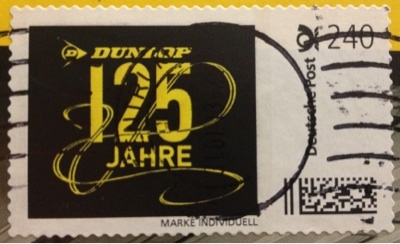 DUNLOP
125
JAHRE
MARKE INDIVIDUELL
Deutsche Post
240